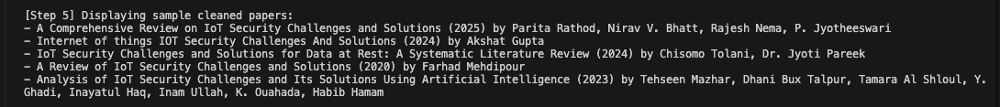 [Step 5] Displaying sample cleaned papers:
- A Comprehensive Review on IoT Security Challenges and Solutions (2025) by Parita Rathod, Nirav V. Bhatt, Rajesh Nema, P. Jyotheeswari
- Internet of things IOT Security Challenges And Solutions (2024) by Akshat Gupta
- IoT Security Challenges and Solutions for Data at Rest: A Systematic Literature Review (2024) by Chisomo Tolani, Dr. Jyoti Pareek
- A Review of IoT Security Challenges and Solutions (2020) by Farhad Mehdipour
- Analysis of IoT Security Challenges and Its Solutions Using Artificial Intelligence (2023) by Tehseen Mazhar, Dhani Bux Talpur, Tamara Al Shloul, Y.
Ghadi, Inayatul Haq, Inam Ullah, K. Ouahada, Habib Hamam